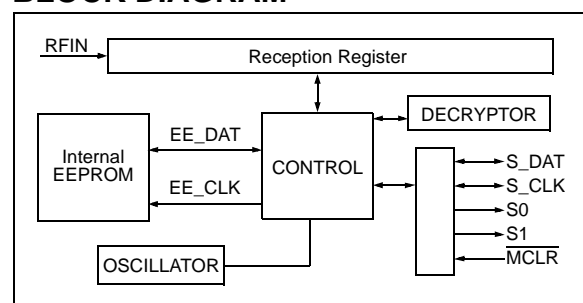 BLOCK DIAGRAM
RFIN
Reception Register
DECRYPTOR
EE_DAT
Internal
EEPROM
CONTROL
EE_CLK
S_DAT
S_CLK
S0
S1
MCLR
OSCILLATOR